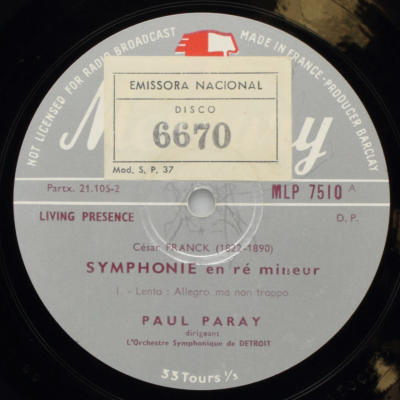 NOT LICENSED FOR RADIO BROADCAST
MADE IN FRANCE-PRODUCER BARCLAY
EMISSORA NACIONAL
DISCO
6670
Mod. S, P, 37
Partx. 21.105-2
MLP 7510 A
LIVING PRESENCE
D. P.
César FRANCK (1822-1890)
SYMPHONIE en ré mineur
1. - Lento : Allegro ma non troppo
PAUL PARAY
dirigeant
L'Orchestre Symphonique de DETROIT
33 Tours 1/3